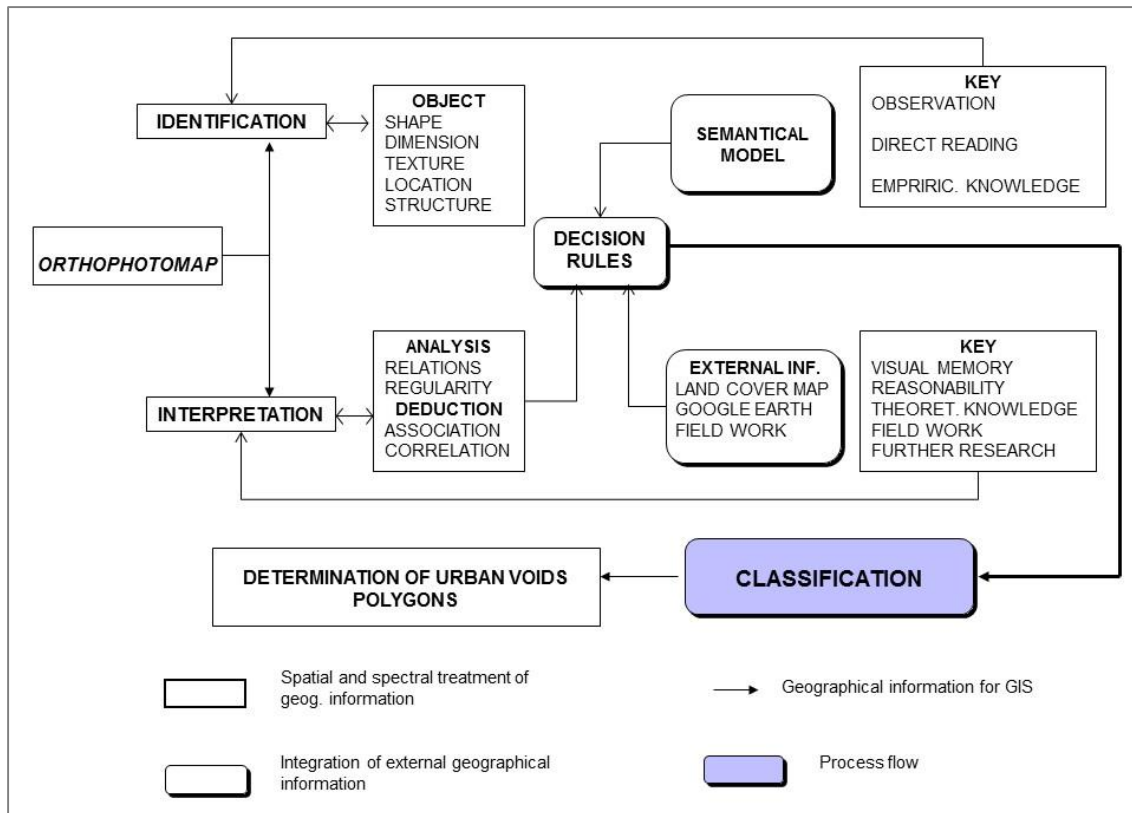 IDENTIFICATION
OBJECT
SHAPE
DIMENSION
TEXTURE
LOCATION
STRUCTURE
SEMANTICAL
MODEL
KEY
OBSERVATION
DIRECT READING
EMPRIRIC. KNOWLEDGE
ORTHOPHOTOMAP
DECISION
RULES
INTERPRETATION
ANALYSIS
RELATIONS
REGULARITY
DEDUCTION
ASSOCIATION
CORRELATION
EXTERNAL INF.
LAND COVER MAP
GOOGLE EARTH
FIELD WORK
KEY
VISUAL MEMORY
REASONABILITY
THEORET. KNOWLEDGE
FIELD WORK
FURTHER RESEARCH
DETERMINATION OF URBAN VOIDS
POLYGONS
CLASSIFICATION
Spatial and spectral treatment of
geog. information
Geographical information for GIS
Integration of external geographical
information
Process flow